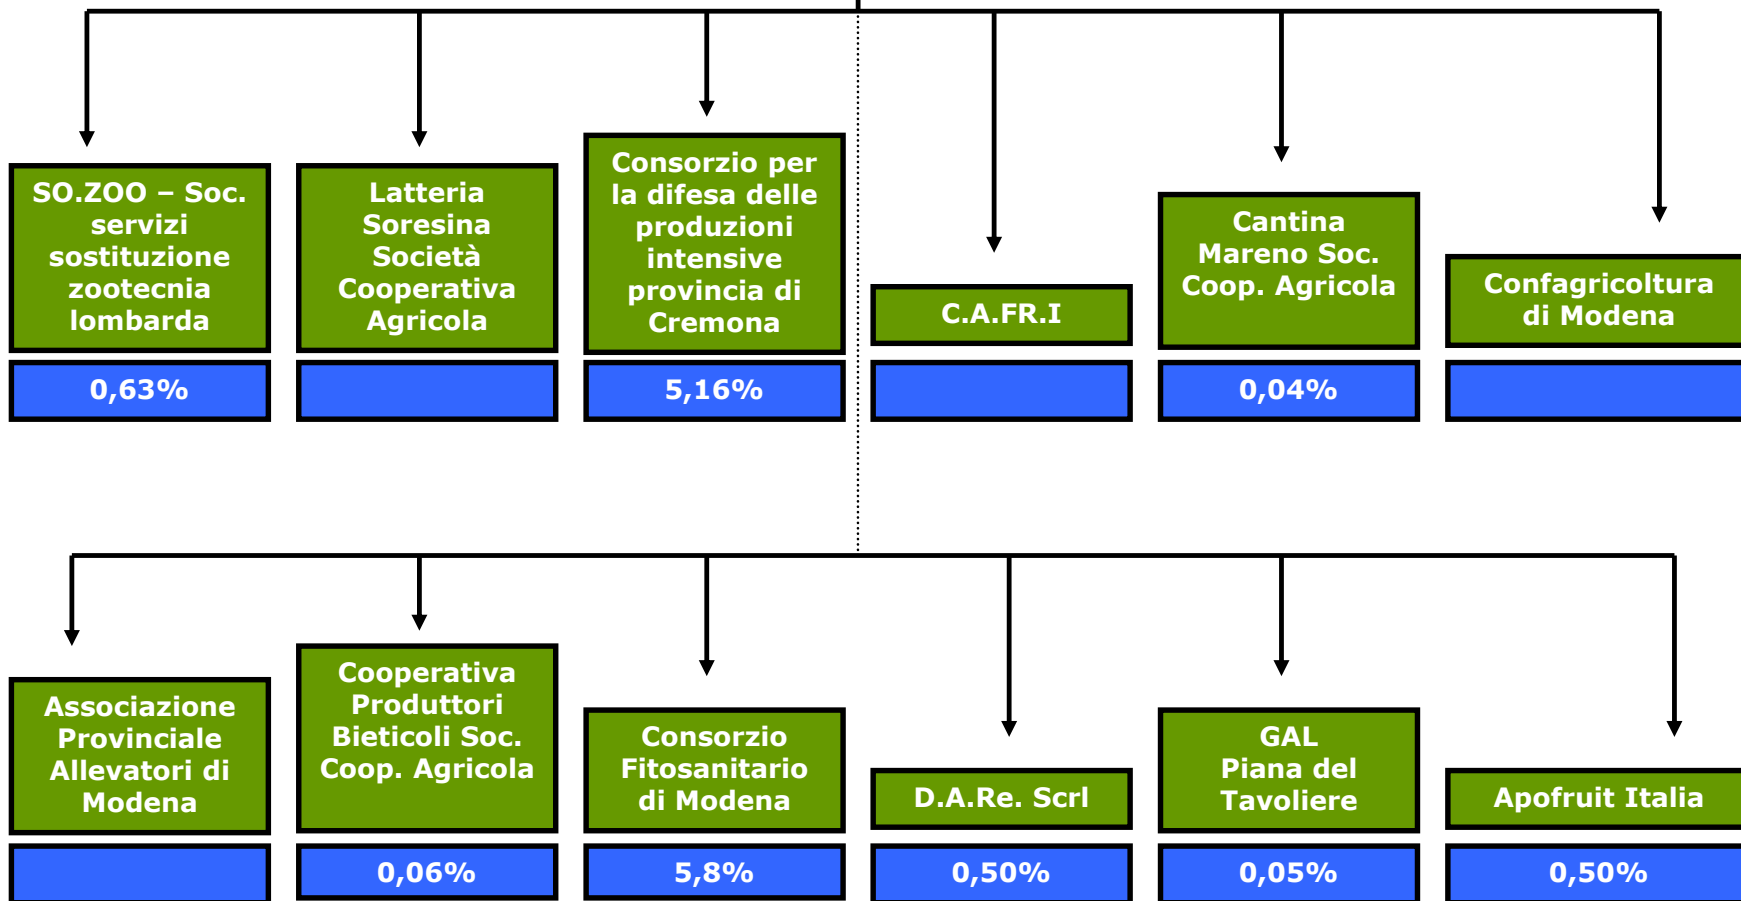 SO.ZOO – Soc.
servizi
sostituzione
zootecnia
lombarda
0,63%
Latteria
Soresina
Società
Cooperativa
Agricola
Consorzio per
la difesa delle
produzioni
intensive
provincia di
Cremona
5,16%
C.A.FR.I
Cantina
Mareno Soc.
Coop. Agricola
0,04%
Confagricoltura
di Modena
Associazione
Provinciale
Allevatori di
Modena
Cooperativa
Produttori
Bieticoli Soc.
Coop. Agricola
0,06%
Consorzio
Fitosanitario
di Modena
5,8%
D.A.Re. Scrl
0,50%
GAL
Piana del
Tavoliere
0,05%
Apofruit Italia
0,50%